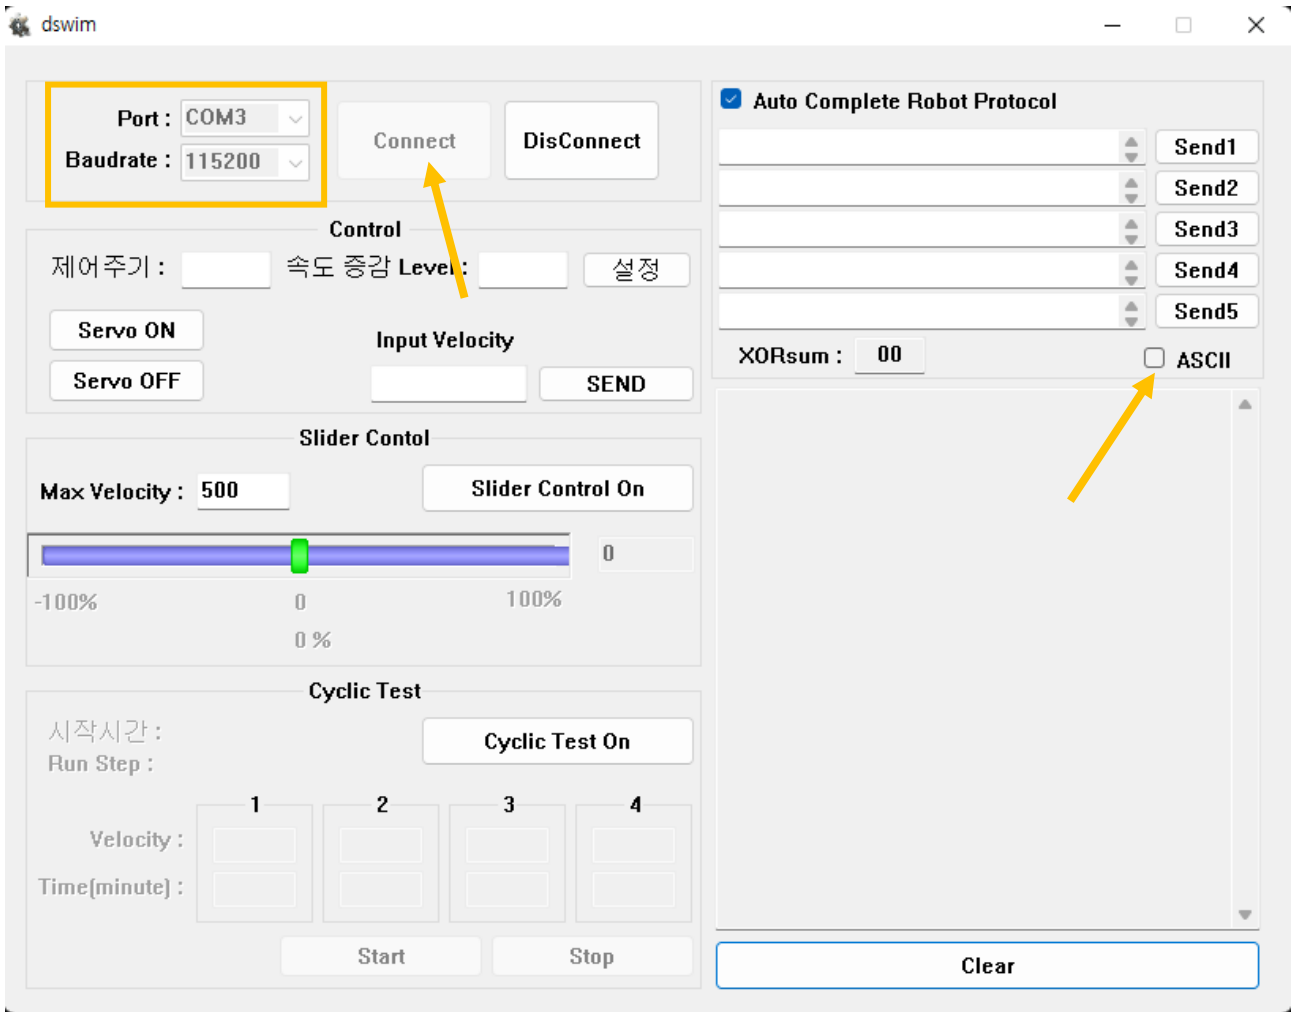 dswim
Port : COM3
Baudrate : 115200
Connect
DisConnect
Control
제어주기 :
속도 증감 Level :
설정
Servo ON
Servo OFF
Input Velocity
SEND
Slider Contol
Max Velocity : 500
Slider Control On
0
-100%
0
100%
0 %
Cyclic Test
시작시간 :
Run Step :
Cyclic Test On
1
2
3
4
Velocity :
Time(minute) :
Start
Stop
Auto Complete Robot Protocol
Send1
Send2
Send3
Send4
Send5
XORsum : 00
ASCII
Clear